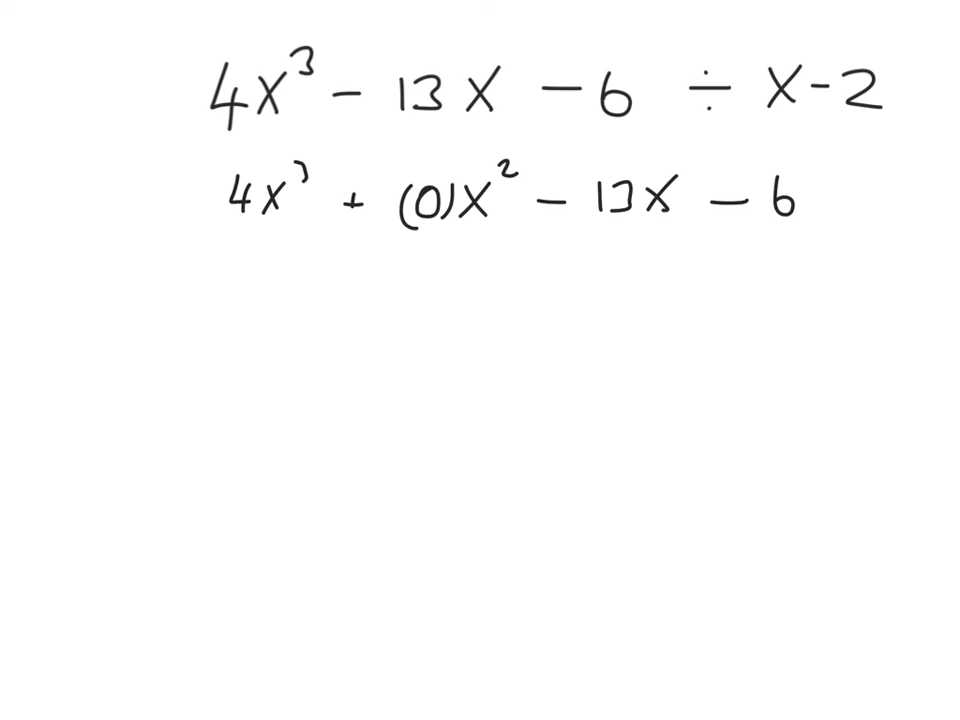 4x³ - 13x - 6 ÷ x-2
4x³ + (0)x² - 13x - 6